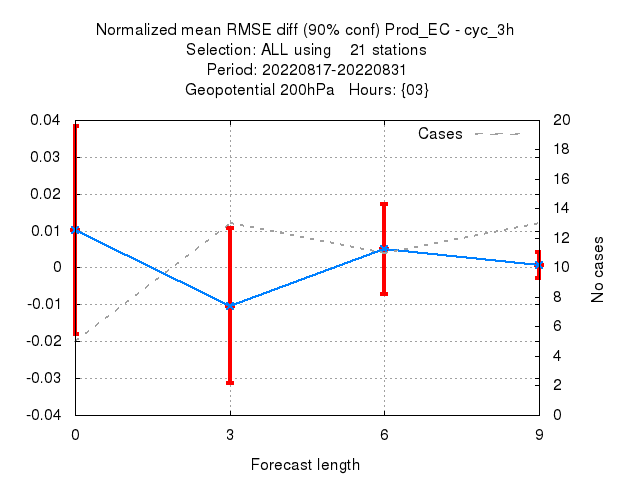 Normalized mean RMSE diff (90% conf) Prod_EC - cyc_3h
Selection: ALL using    21 stations
Period: 20220817-20220831
Geopotential 200hPa   Hours: {03}
Cases
0.04
0.03
0.02
0.01
0
-0.01
-0.02
-0.03
-0.04
20
18
16
14
12
10
8
6
4
2
0
No cases
0 3 6 9
Forecast length